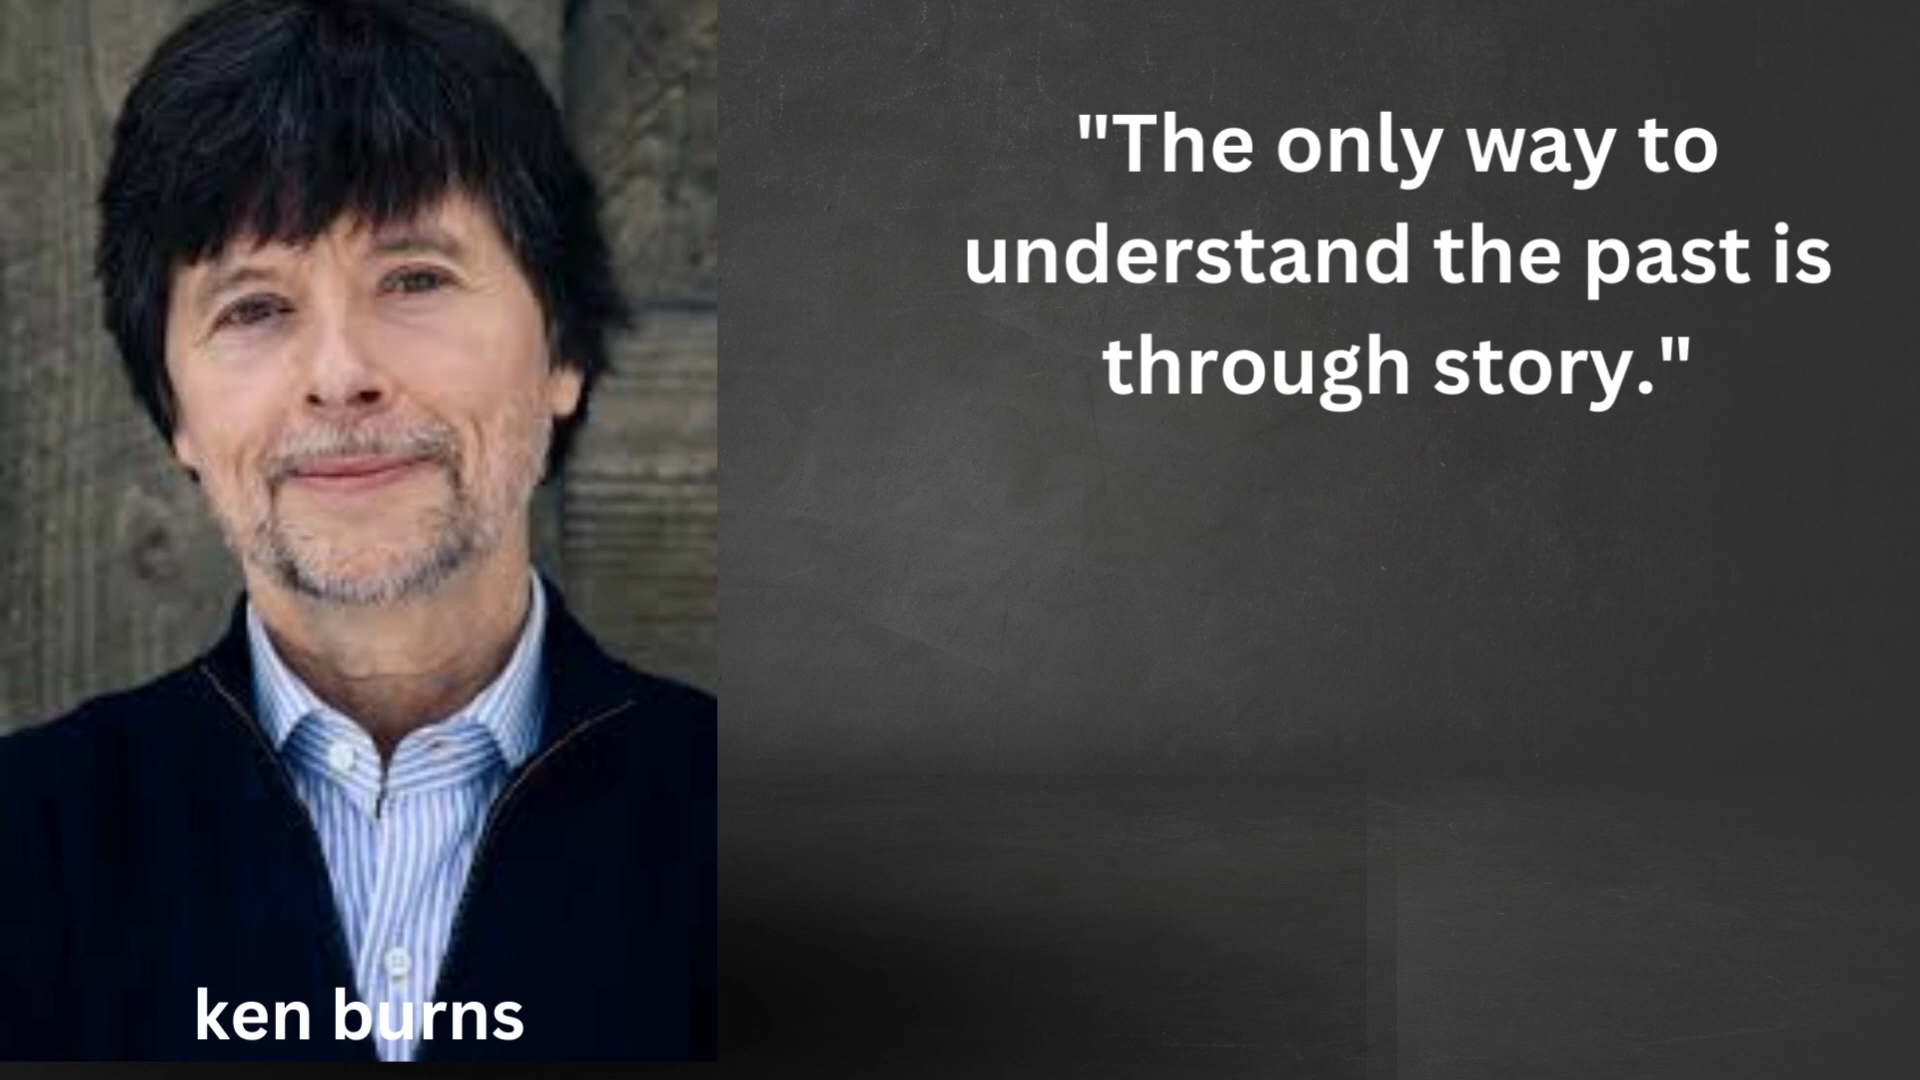 "The only way to
understand the past is
through story."
ken burns